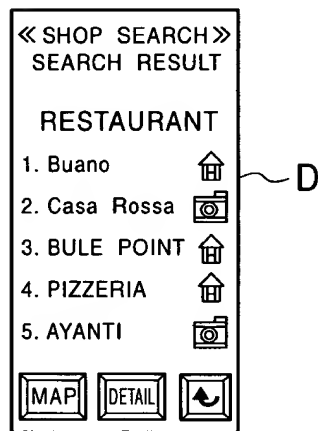 ≪SHOP SEARCH≫
SEARCH RESULT
RESTAURANT
1. Buano
2. Casa Rossa
3. BULE POINT
4. PIZZERIA
5. AYANTI
D
MAP DETAIL